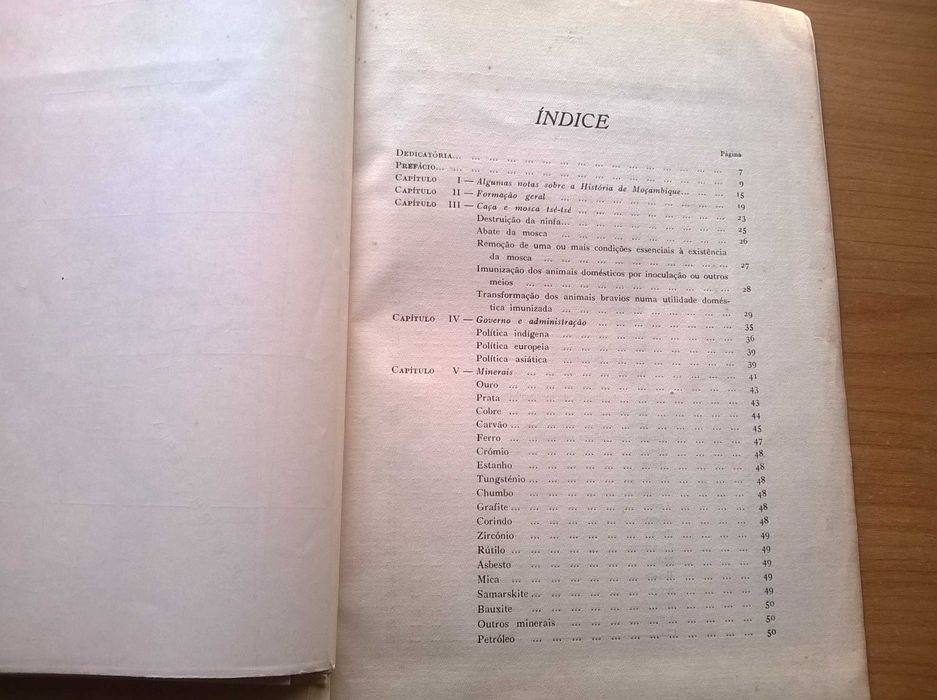 ÍNDICE
Página
DEDICATÓRIA... ... ... ... ... ... ... ... ... ... ... ... 7
PREFÁCIO... ... ... ... ... ... ... ... ... ... ... ... ... 9
CAPÍTULO I — Algumas notas sobre a História de Moçambique... ... ... 15
CAPÍTULO II — Formação geral ... ... ... ... ... ... ... ... ... 19
CAPÍTULO III — Caça e mosca tsé-tsé ... ... ... ... ... ... ... ... 23
Destruição da ninfa... ... ... ... ... ... ... ... ... 25
Abate da mosca ... ... ... ... ... ... ... ... ... 26
Remoção de uma ou mais condições essenciais à existência
da mosca ... ... ... ... ... ... ... ... ... ... 27
Imunização dos animais domésticos por inoculação ou outros
meios ... ... ... ... ... ... ... ... ... ... ... 28
Transformação dos animais bravios numa utilidade domés-
tica imunizada ... ... ... ... ... ... ... ... ... 29
CAPÍTULO IV — Governo e administração ... ... ... ... ... ... ... 35
Política indígena ... ... ... ... ... ... ... ... ... 36
Política europeia ... ... ... ... ... ... ... ... ... 39
Política asiática ... ... ... ... ... ... ... ... ... 39
CAPÍTULO V — Minerais ... ... ... ... ... ... ... ... ... ... ... 41
Ouro ... ... ... ... ... ... ... ... ... ... ... ... 43
Prata ... ... ... ... ... ... ... ... ... ... ... ... 43
Cobre ... ... ... ... ... ... ... ... ... ... ... ... 44
Carvão ... ... ... ... ... ... ... ... ... ... ... ... 45
Ferro ... ... ... ... ... ... ... ... ... ... ... ... 47
Crómio ... ... ... ... ... ... ... ... ... ... ... 48
Estanho ... ... ... ... ... ... ... ... ... ... ... 48
Tungsténio ... ... ... ... ... ... ... ... ... ... ... 48
Chumbo ... ... ... ... ... ... ... ... ... ... ... 48
Grafite ... ... ... ... ... ... ... ... ... ... ... ... 48
Corindo ... ... ... ... ... ... ... ... ... ... ... 48
Zircónio ... ... ... ... ... ... ... ... ... ... ... 49
Rútilo ... ... ... ... ... ... ... ... ... ... ... ... 49
Asbesto ... ... ... ... ... ... ... ... ... ... ... 49
Mica ... ... ... ... ... ... ... ... ... ... ... ... 49
Samarskite ... ... ... ... ... ... ... ... ... ... ... 49
Bauxite ... ... ... ... ... ... ... ... ... ... ... 50
Outros minerais ... ... ... ... ... ... ... ... ... 50
Petróleo ... ... ... ... ... ... ... ... ... ... ... 50